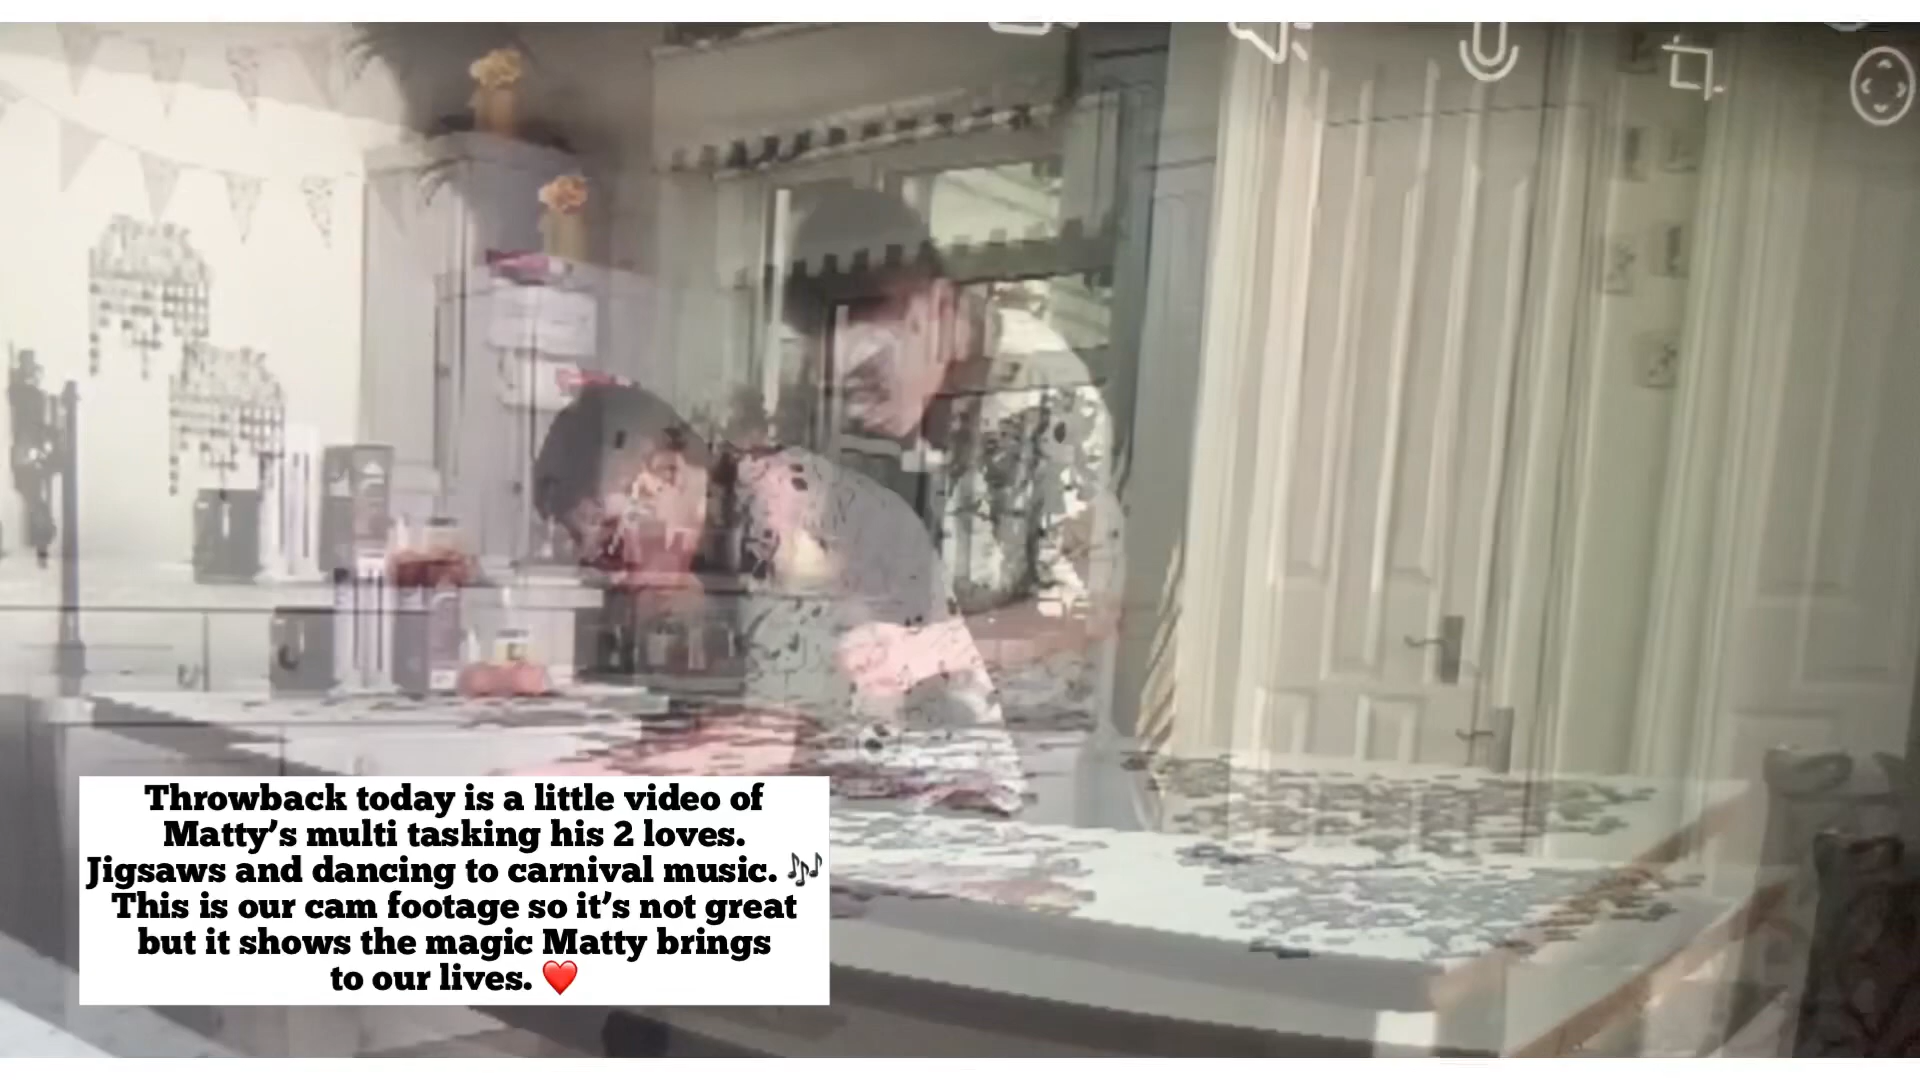 Throwback today is a little video of
Matty's multi tasking his 2 loves.
Jigsaws and dancing to carnival music. 🎶
This is our cam footage so it's not great
but it shows the magic Matty brings
to our lives. ❤️